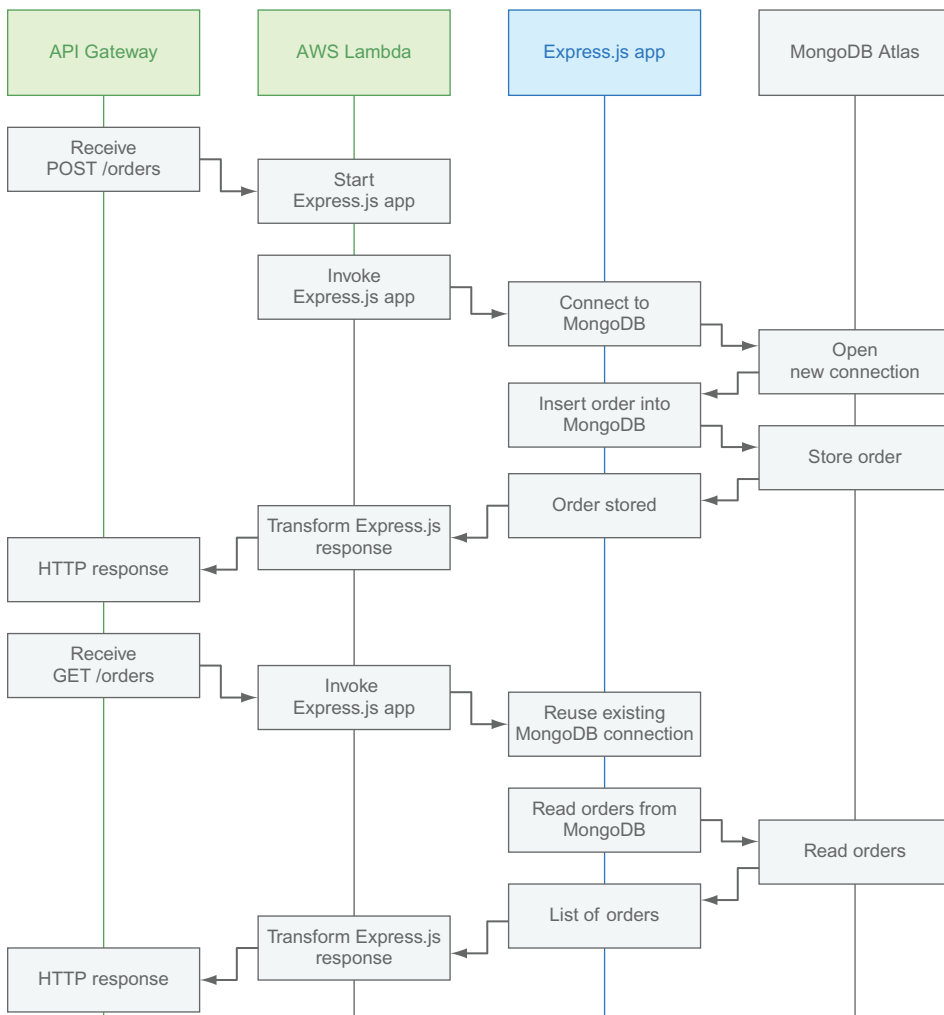 API Gateway
AWS Lambda
Express.js app
MongoDB Atlas
Receive
POST /orders
Start
Express.js app
Invoke
Express.js app
Connect to
MongoDB
Open
new connection
Insert order into
MongoDB
Store order
Order stored
Transform Express.js
response
HTTP response
Receive
GET /orders
Invoke
Express.js app
Reuse existing
MongoDB connection
Read orders from
MongoDB
Read orders
List of orders
Transform Express.js
response
HTTP response